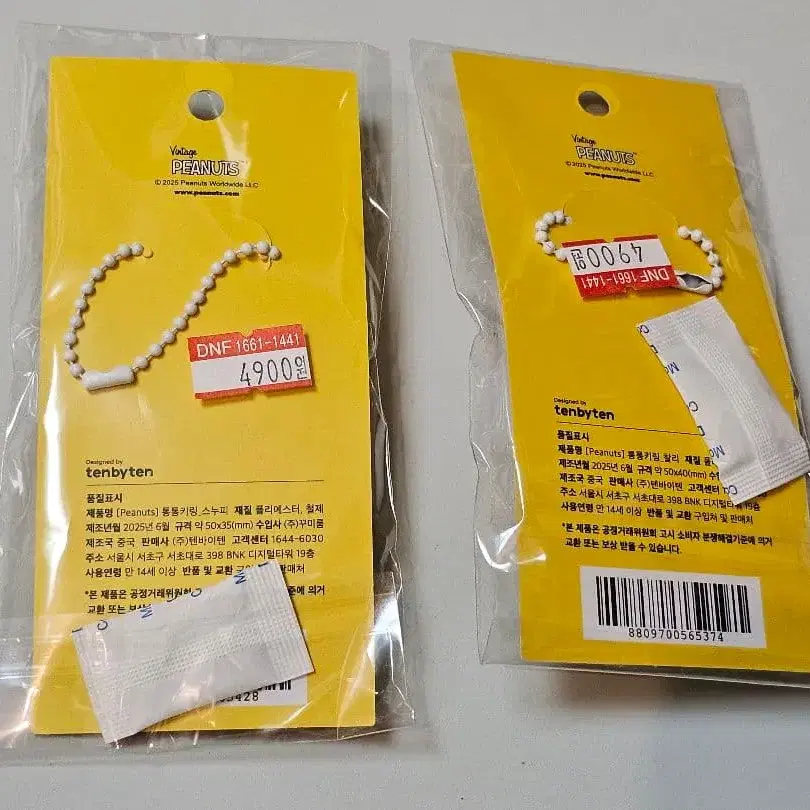 Vintage
PEANUTS™
© 2025 Peanuts Worldwide LLC
www.peanuts.com
DNF 1661-1441
4900원
Designed by
tenbyten
품질표시
제품명 [Peanuts] 통통키링_스누피 재질 폴리에스터, 철제
제조년월 2025년 6월 규격 약 50x35(mm) 수입사 (주)꾸미룸
제조국 중국 판매사 (주)텐바이텐 고객센터 1644-6030
주소 서울시 서초구 서초대로 398 BNK 디지털타워 19층
사용연령 만 14세 이상 반품 및 교환 판매처
*본 제품은 공정거래위원회 준에 의거
교환 또는 보상
5428
Vintage
PEANUTS™
© 2025 Peanuts Worldwide LLC
www.peanuts.com
4900원
DNF 1661-1441
Designed by
tenbyten
품질표시
제품명 [Peanuts] 통통키링 찰리 재질
제조년월 2025년 6월 규격 약 50x40(mm)
제조국 중국 판매사 (주)텐바이텐 고객센터
주소 서울시 서초구 서초대로 398 BNK 디지털타워 19층
사용연령 만 14세 이상 반품 및 교환 구입처 및 판매처
*본 제품은 공정거래위원회 고시 소비자 분쟁해결기준에 의거
교환 또는 보상 받을 수 있습니다.
8809700565374